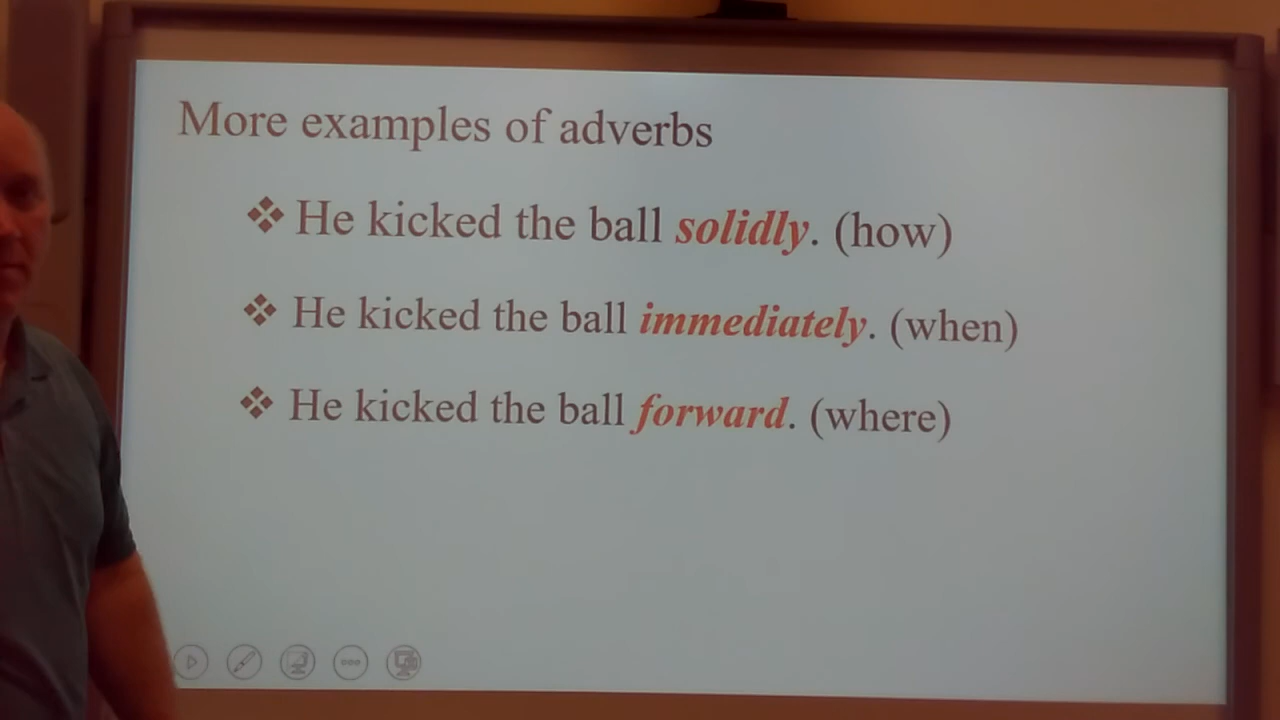 More examples of adverbs
❖ He kicked the ball solidly. (how)
❖ He kicked the ball immediately. (when)
❖ He kicked the ball forward. (where)